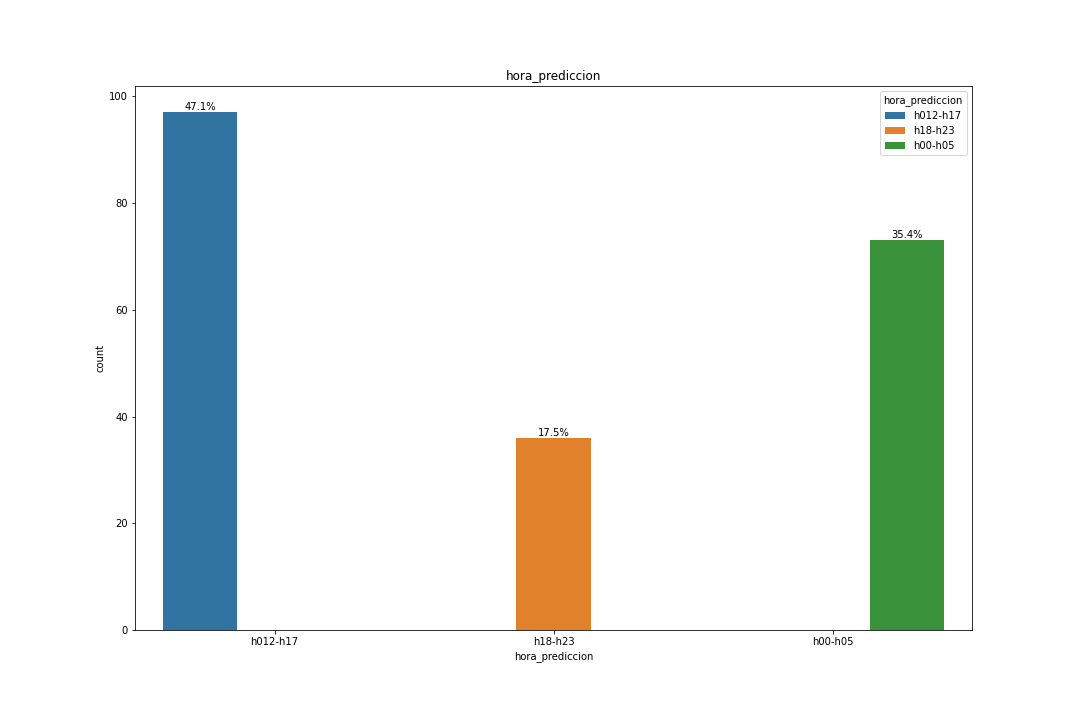 hora_prediccion
100
80
60
40
20
0
count
47.1%
17.5%
35.4%
hora_prediccion
h012-h17
h18-h23
h00-h05
h012-h17
h18-h23
h00-h05
hora_prediccion